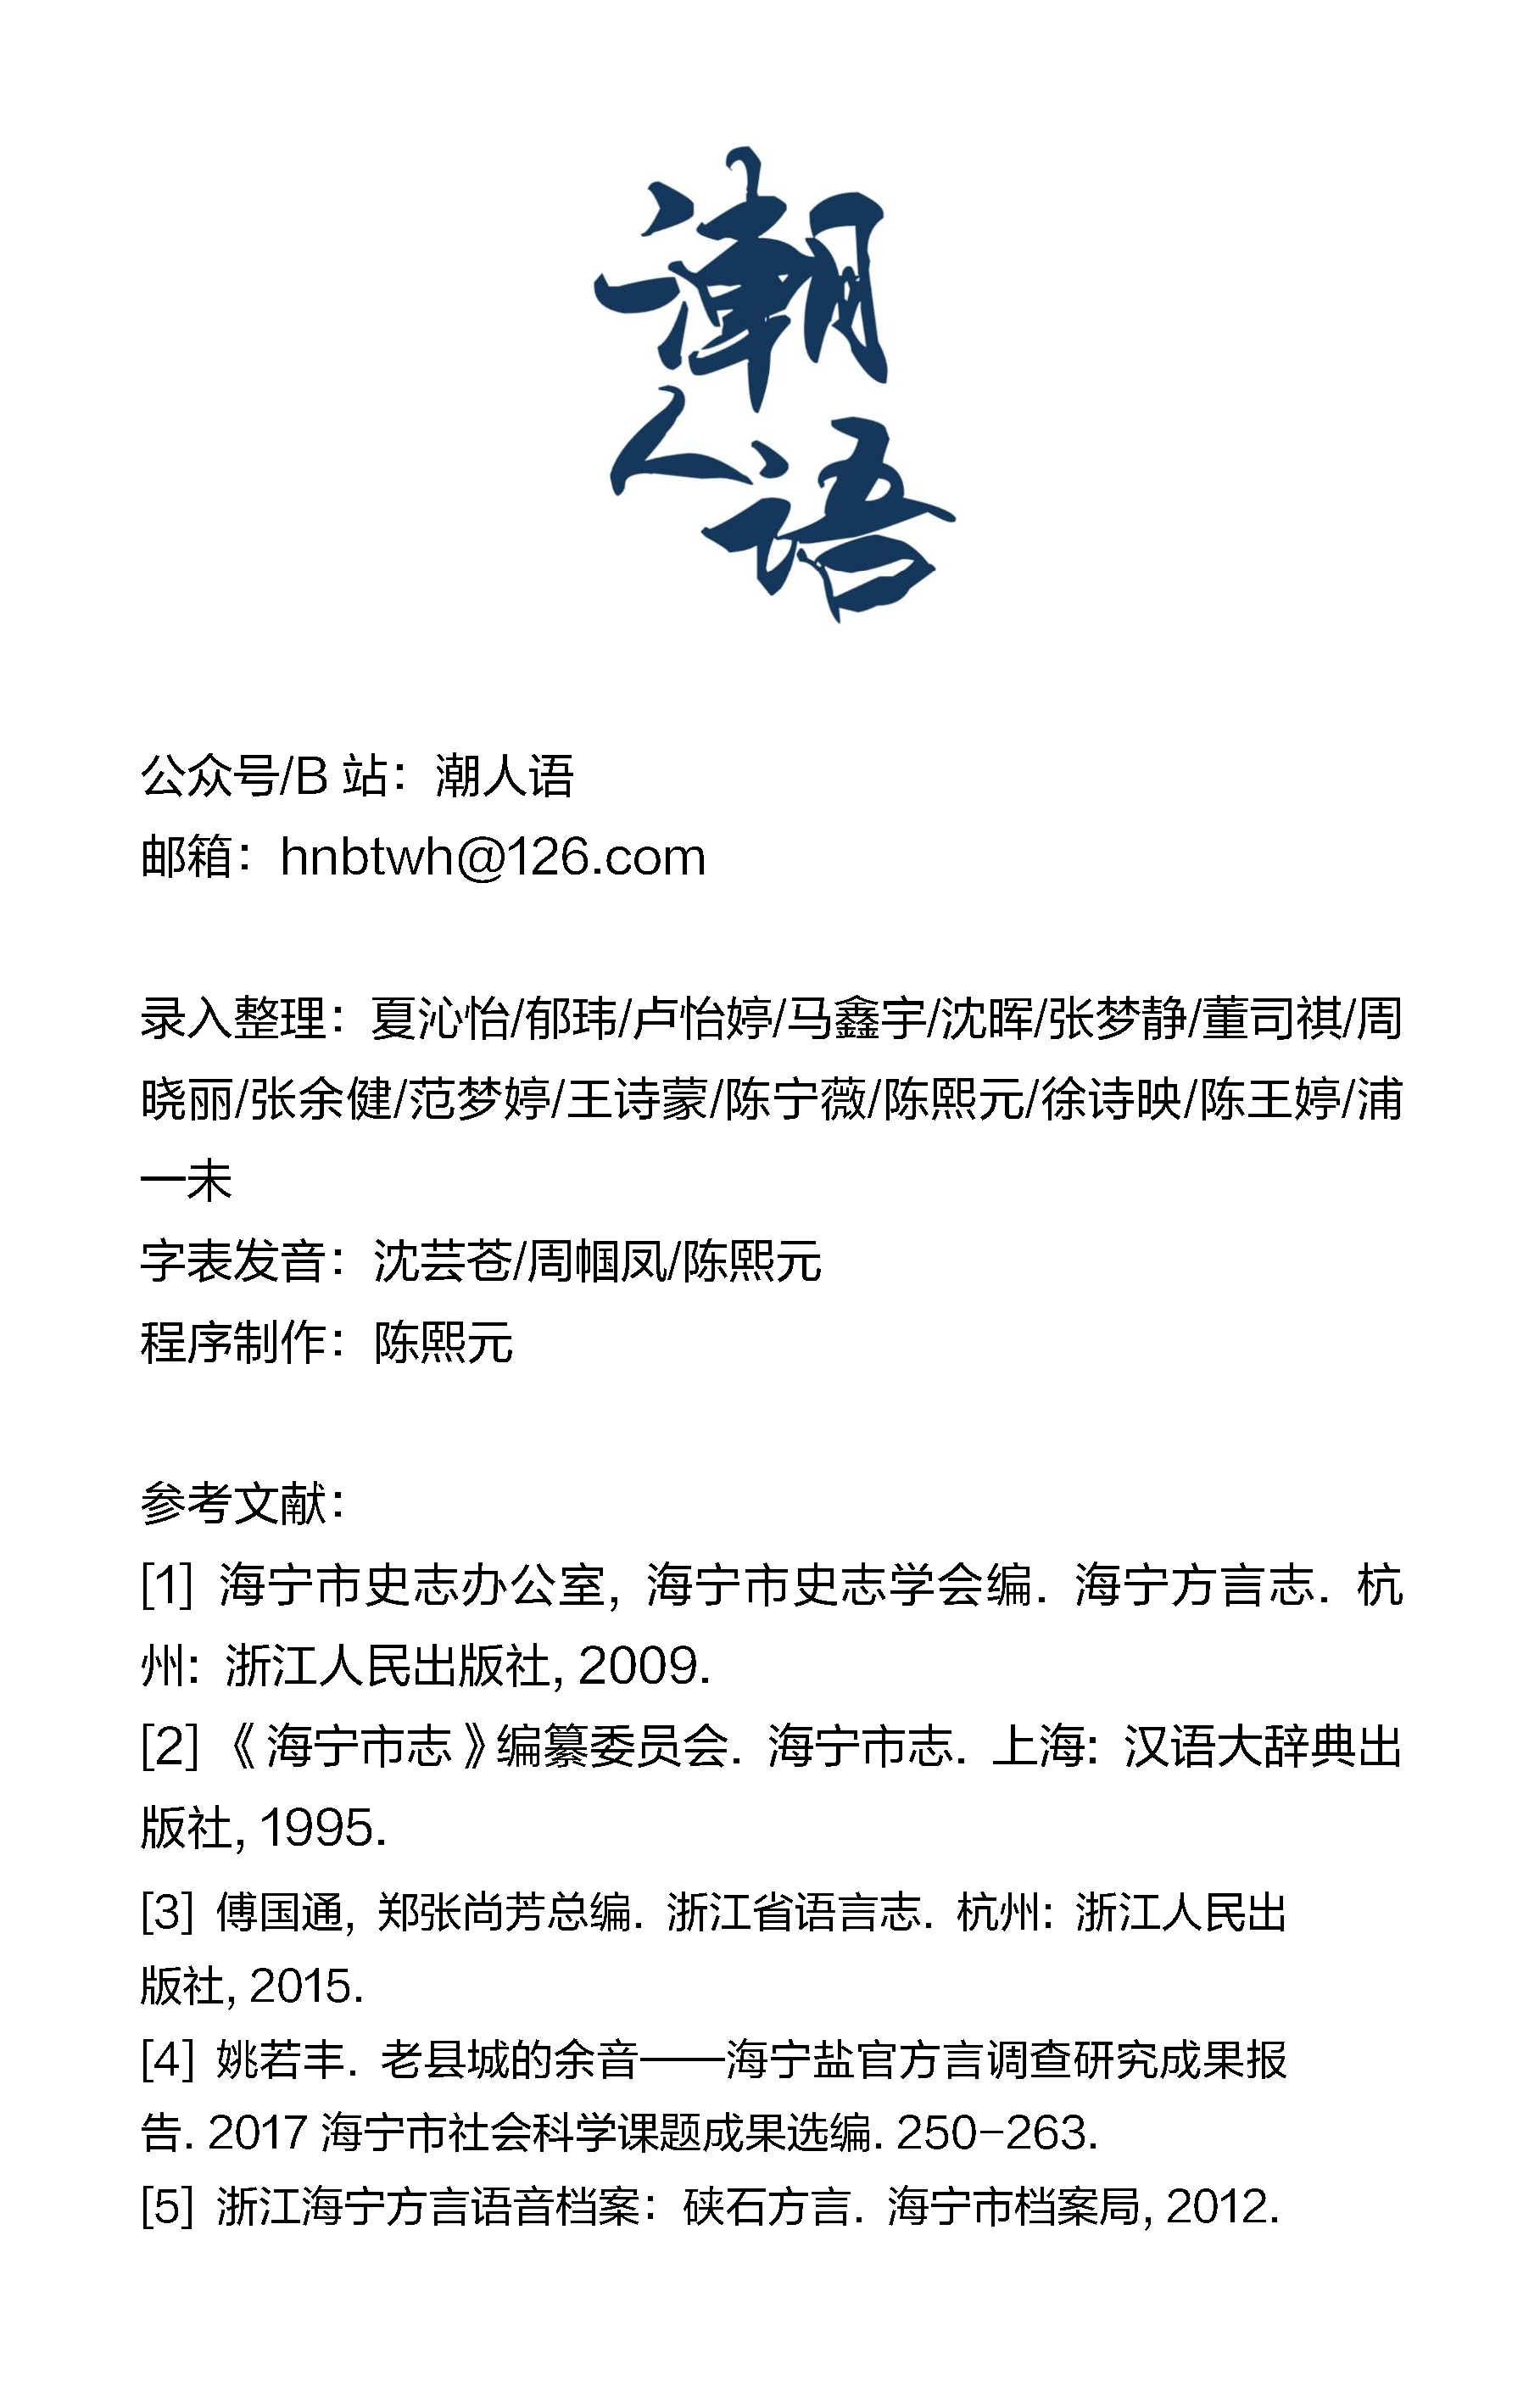 潮
人语
公众号/B 站：潮人语
邮箱：hnbtwh@126.com
录入整理：夏沁怡/郁玮/卢怡婷/马鑫宇/沈晖/张梦静/董司祺/周
晓丽/张余健/范梦婷/王诗蒙/陈宁薇/陈熙元/徐诗映/陈王婷/浦
一未
字表发音：沈芸苍/周帼凤/陈熙元
程序制作：陈熙元
参考文献：
[1] 海宁市史志办公室, 海宁市史志学会编. 海宁方言志. 杭
州: 浙江人民出版社, 2009.
[2] 《海宁市志》编纂委员会. 海宁市志. 上海: 汉语大辞典出
版社, 1995.
[3] 傅国通, 郑张尚芳总编. 浙江省语言志. 杭州: 浙江人民出
版社, 2015.
[4] 姚若丰. 老县城的余音——海宁盐官方言调查研究成果报
告. 2017 海宁市社会科学课题成果选编. 250-263.
[5] 浙江海宁方言语音档案：硖石方言. 海宁市档案局, 2012.